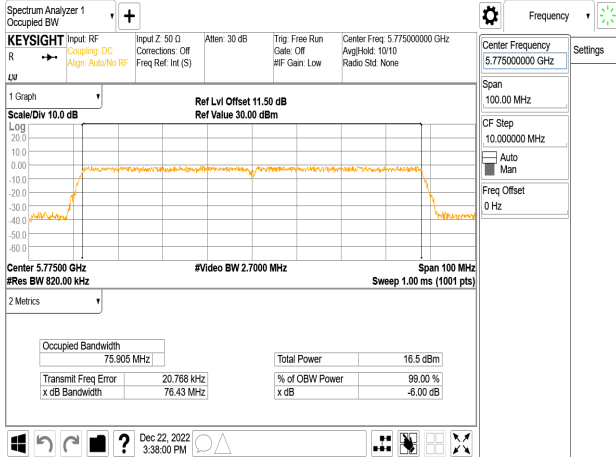 Spectrum Analyzer 1
Occupied BW
Frequency
KEYSIGHT
R
Input: RF
Coupling: DC
Align: Auto/No RF
Input Z: 50 Ω
Corrections: Off
Freq Ref: Int (S)
Atten: 30 dB
Trig: Free Run
Gate: Off
#IF Gain: Low
Center Freq: 5.775000000 GHz
Avg|Hold: 10/10
Radio Std: None
LXI
Center Frequency
5.775000000 GHz
Settings
Span
100.00 MHz
CF Step
10.000000 MHz
Auto
Man
Freq Offset
0 Hz
1 Graph
Scale/Div 10.0 dB
Ref Lvl Offset 11.50 dB
Ref Value 30.00 dBm
Log
20.0
10.0
0.00
-10.0
-20.0
-30.0
-40.0
-50.0
-60.0
Center 5.77500 GHz
#Video BW 2.7000 MHz
Span 100 MHz
#Res BW 820.00 kHz
Sweep 1.00 ms (1001 pts)
2 Metrics
Occupied Bandwidth
75.905 MHz
Total Power 16.5 dBm
Transmit Freq Error 20.768 kHz
% of OBW Power 99.00 %
x dB Bandwidth 76.43 MHz
x dB -6.00 dB
?
Dec 22, 2022
3:38:00 PM